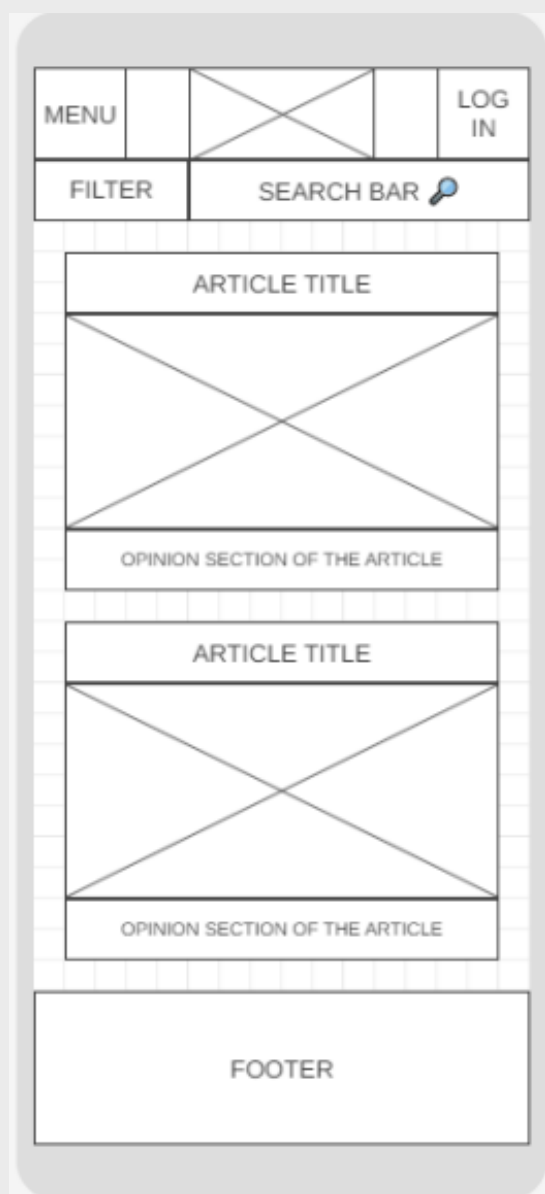 MENU
LOG
IN
FILTER
SEARCH BAR 🔎
ARTICLE TITLE
OPINION SECTION OF THE ARTICLE
ARTICLE TITLE
OPINION SECTION OF THE ARTICLE
FOOTER